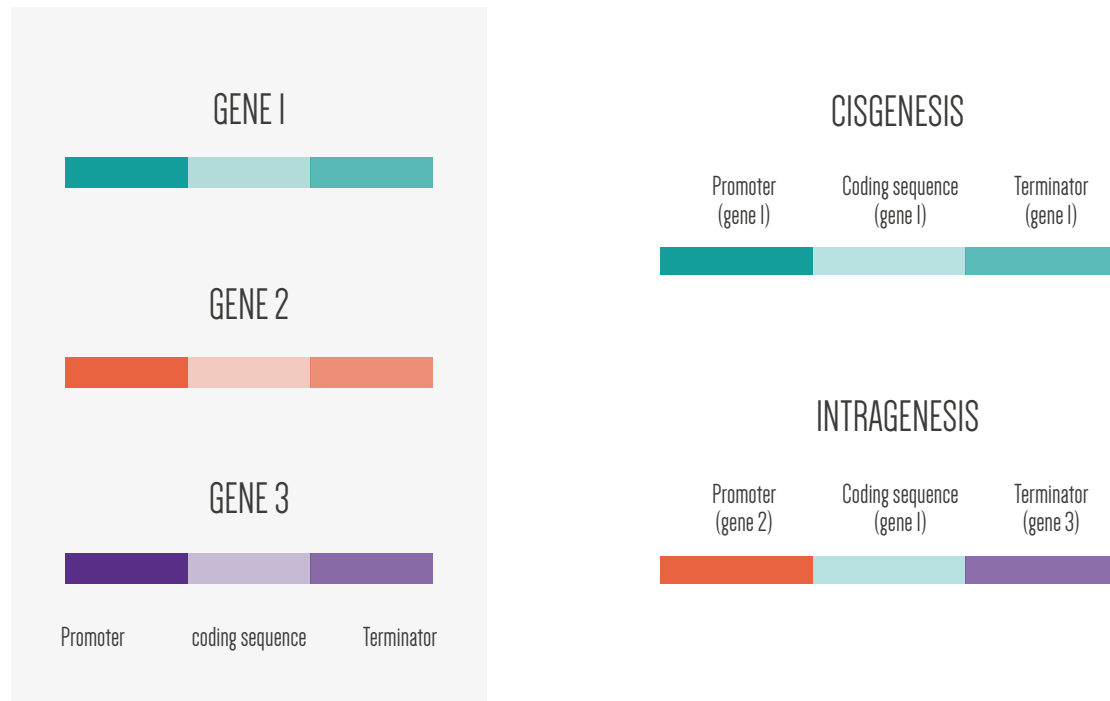 GENE 1
GENE 2
GENE 3
Promoter coding sequence Terminator
CISGENESIS
Promoter Coding sequence Terminator
(gene 1) (gene 1) (gene 1)
INTRAGENESIS
Promoter Coding sequence Terminator
(gene 2) (gene 1) (gene 3)